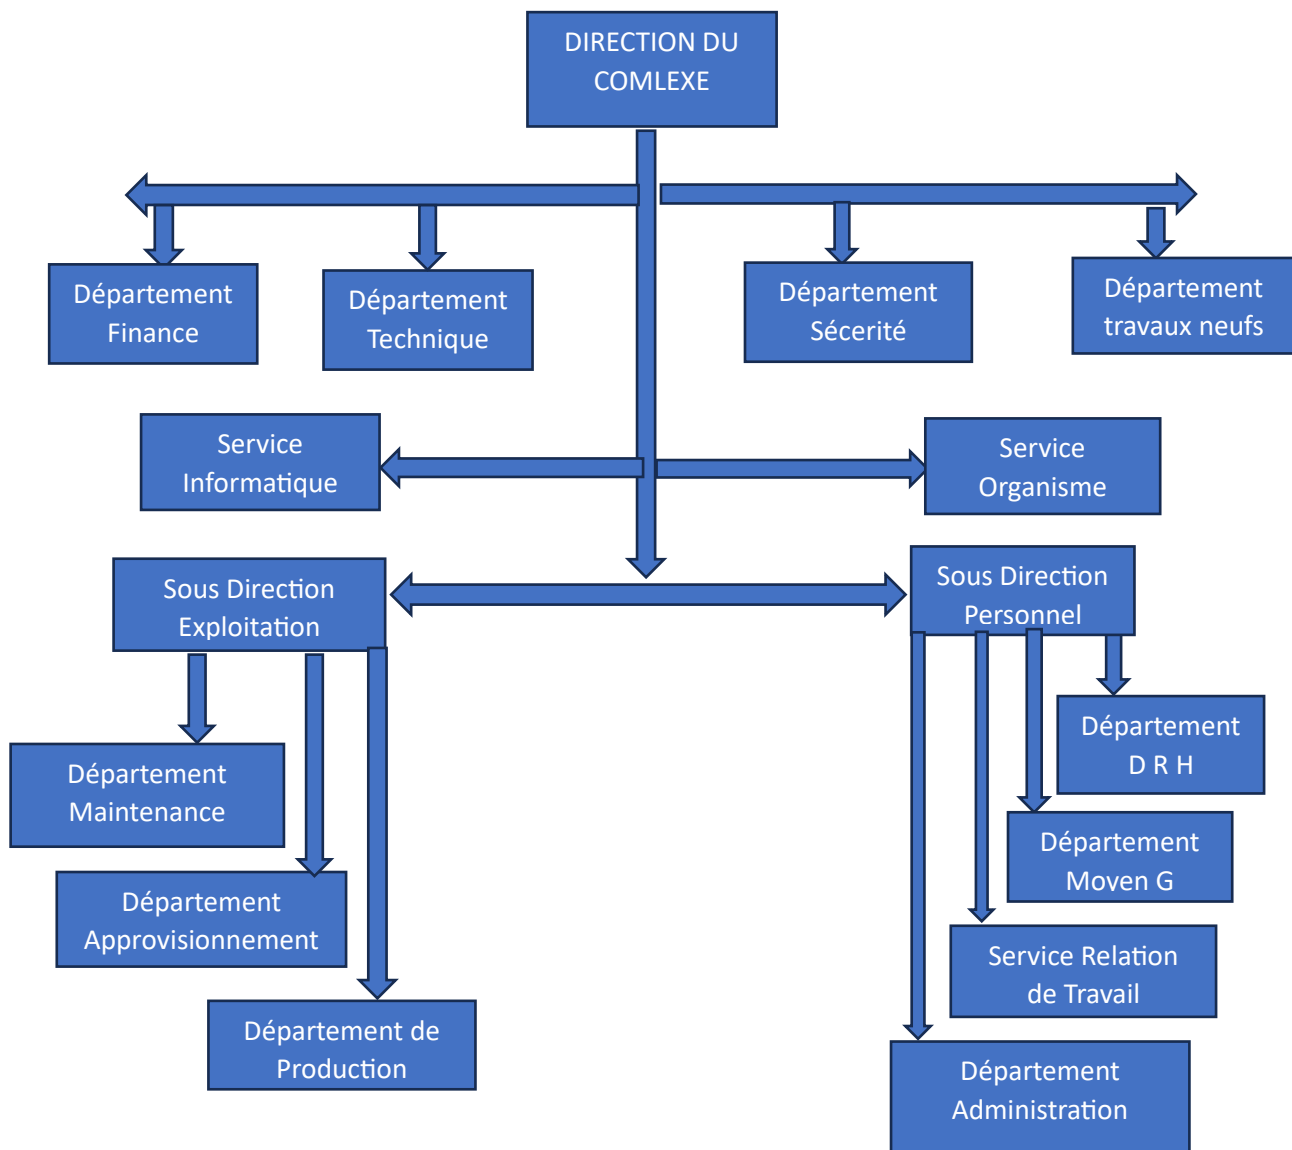 DIRECTION DU
COMLEXE
Département
Finance
Département
Technique
Département
Sécerité
Département
travaux neufs
Service
Informatique
Service
Organisme
Sous Direction
Exploitation
Sous Direction
Personnel
Département
D R H
Département
Maintenance
Département
Moyen G
Département
Approvisionnement
Service Relation
de Travail
Département de
Production
Département
Administration